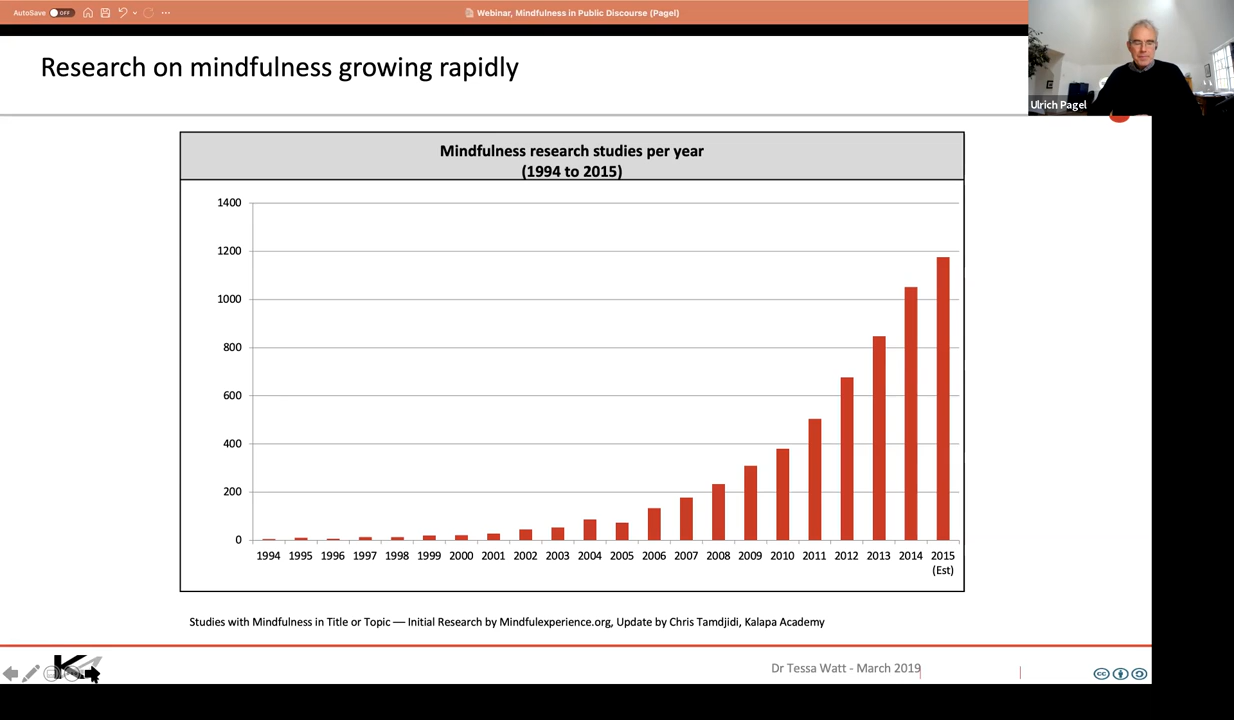 AutoSave OFF
Webinar, Mindfulness in Public Discourse (Pagel)
Research on mindfulness growing rapidly
Ulrich Pagel
Mindfulness research studies per year
(1994 to 2015)
1400
1200
1000
800
600
400
200
0
1994 1995 1996 1997 1998 1999 2000 2001 2002 2003 2004 2005 2006 2007 2008 2009 2010 2011 2012 2013 2014 2015
(Est)
Studies with Mindfulness in Title or Topic — Initial Research by Mindfulexperience.org, Update by Chris Tamdjidi, Kalapa Academy
Dr Tessa Watt - March 2019
cc